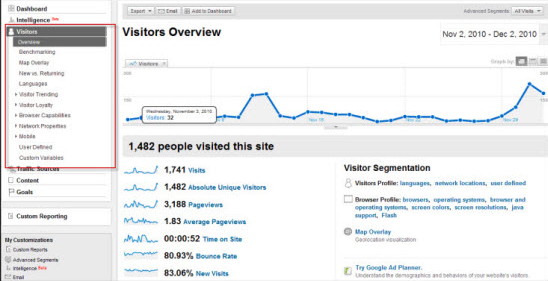 Dashboard
Intelligence Beta
Visitors
Overview
Benchmarking
Map Overlay
New vs. Returning
Languages
Visitor Trending
Visitor Loyalty
Browser Capabilities
Network Properties
Mobile
User Defined
Custom Variables
Traffic Sources
Content
Goals
Custom Reporting
My Customizations
Custom Reports
Advanced Segments
Intelligence Beta
Email
Export Email Add to Dashboard
Advanced Segments: All Visits
Visitors Overview
Nov 2, 2010 - Dec 2, 2010
Visitors
Graph by:
200 200
150 150
Wednesday, November 3, 2010
Visitors: 32
Nov 15 Nov 22 Nov 29
1,482 people visited this site
1,741 Visits
1,482 Absolute Unique Visitors
3,188 Pageviews
1.83 Average Pageviews
00:00:52 Time on Site
80.93% Bounce Rate
83.06% New Visits
Visitor Segmentation
Visitors Profile: languages, network locations, user defined
Browser Profile: browsers, operating systems, browser and
operating systems, screen colors, screen resolutions, java
support, Flash
Map Overlay
Geolocation visualization
Try Google Ad Planner.
Understand the demographics and behaviors of your website's visitors.